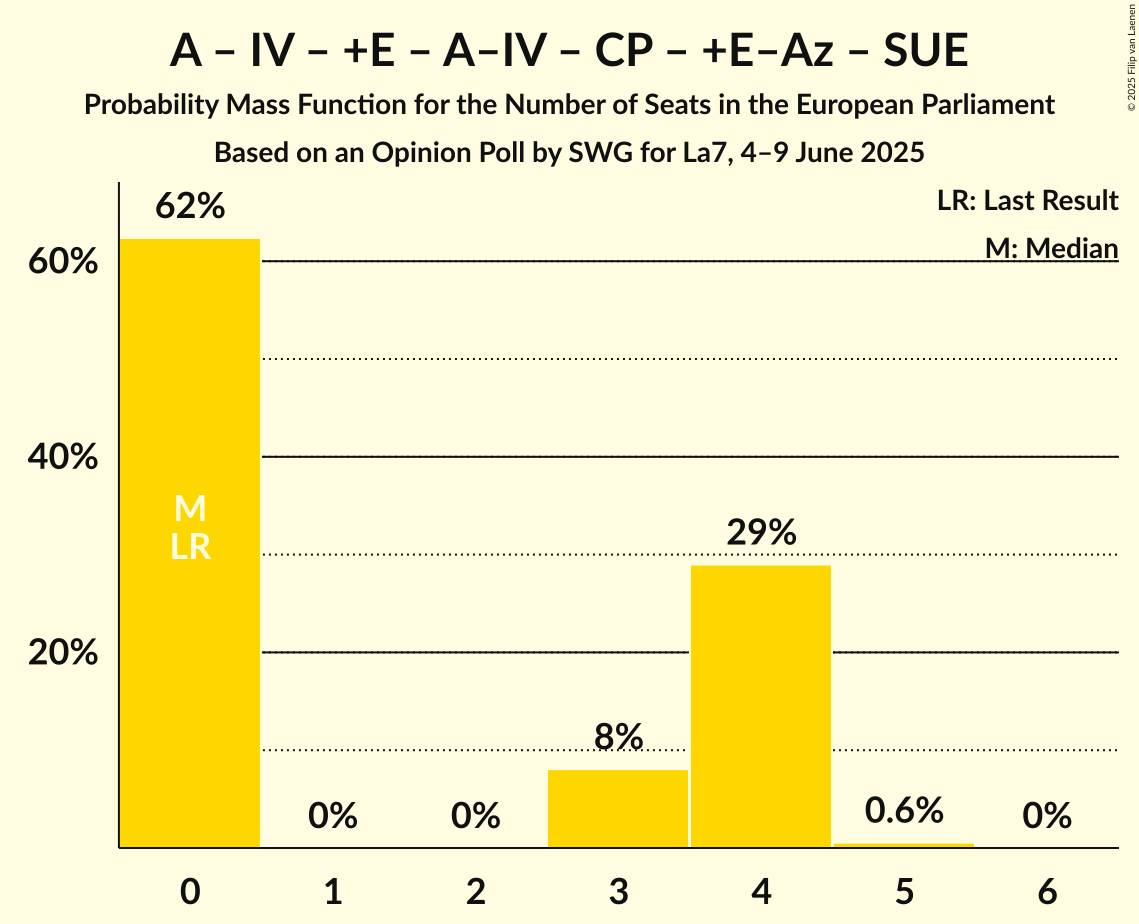 A – IV – +E – A–IV – CP – +E–Az – SUE
Probability Mass Function for the Number of Seats in the European Parliament
Based on an Opinion Poll by SWG for La7, 4–9 June 2025
© 2025 Filip van Laenen
LR: Last Result
M: Median
62%
60%
40%
20%
M
LR
0%
0%
8%
29%
0.6%
0%
0
1
2
3
4
5
6